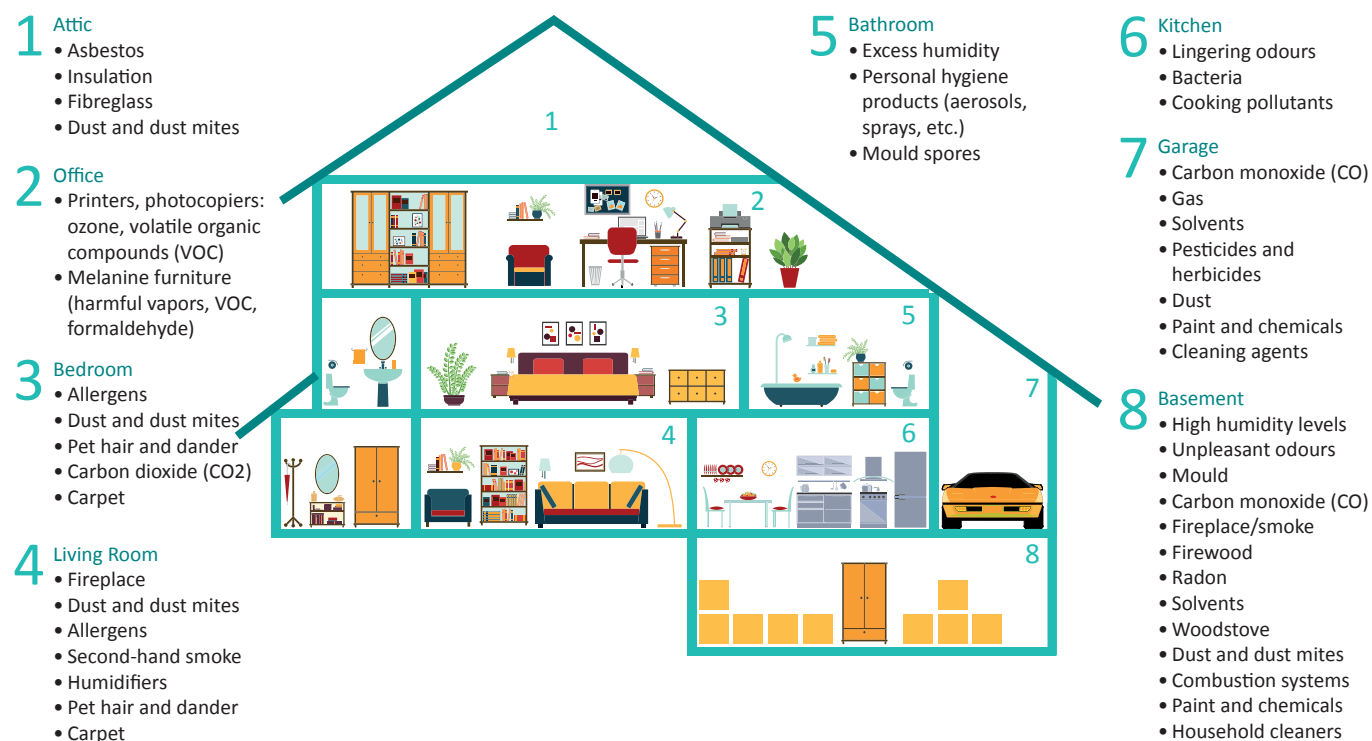 1 Attic
• Asbestos
• Insulation
• Fibreglass
• Dust and dust mites
2 Office
• Printers, photocopiers:
ozone, volatile organic
compounds (VOC)
• Melanine furniture
(harmful vapors, VOC,
formaldehyde)
3 Bedroom
• Allergens
• Dust and dust mites
• Pet hair and dander
• Carbon dioxide (CO2)
• Carpet
4 Living Room
• Fireplace
• Dust and dust mites
• Allergens
• Second-hand smoke
• Humidifiers
• Pet hair and dander
• Carpet
1
2
3
5
7
4
6
8
5 Bathroom
• Excess humidity
• Personal hygiene
products (aerosols,
sprays, etc.)
• Mould spores
6 Kitchen
• Lingering odours
• Bacteria
• Cooking pollutants
7 Garage
• Carbon monoxide (CO)
• Gas
• Solvents
• Pesticides and
herbicides
• Dust
• Paint and chemicals
• Cleaning agents
8 Basement
• High humidity levels
• Unpleasant odours
• Mould
• Carbon monoxide (CO)
• Fireplace/smoke
• Firewood
• Radon
• Solvents
• Woodstove
• Dust and dust mites
• Combustion systems
• Paint and chemicals
• Household cleaners